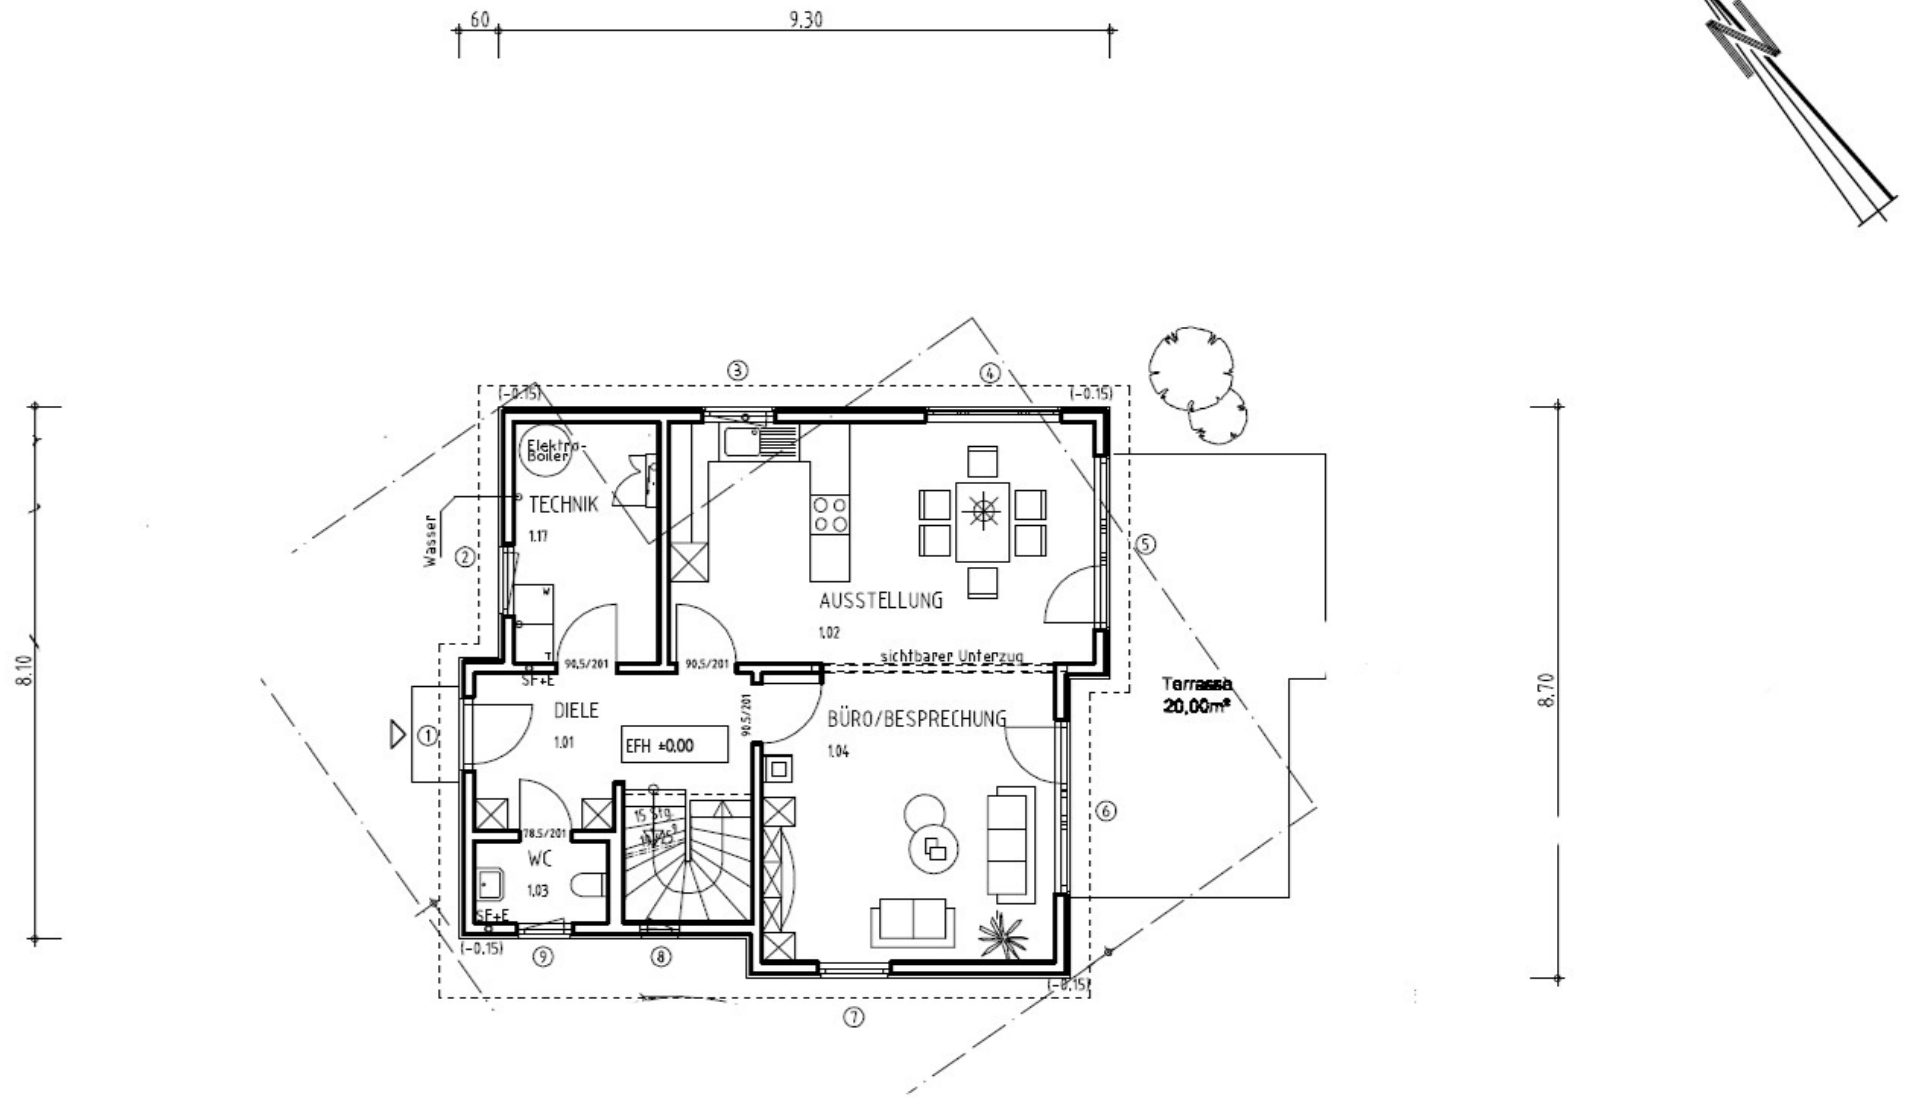 60
9.30
N
③
④
(-0.15)
(-0.15)
Elektro-
Boiler
TECHNIK
1.17
Wasser
②
W
T
⑤
AUSSTELLUNG
1.02
sichtbarer Unterzug
90,5/201
90,5/201
SF+E
8.10
8.70
Terrasse
20,00m²
DIELE
1.01
①
EFH ±0.00
90.5/201
BÜRO/BESPRECHUNG
1.04
⑥
15 Stg.
78.5/201
WC
1.03
SF+E
(-0.15)
⑨
⑧
(-0.15)
⑦